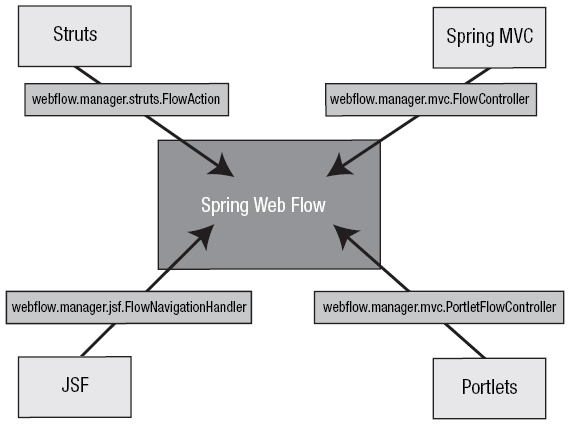 Struts
Spring MVC
webflow.manager.struts.FlowAction
webflow.manager.mvc.FlowController
Spring Web Flow
webflow.manager.jsf.FlowNavigationHandler
webflow.manager.mvc.PortletFlowController
JSF
Portlets